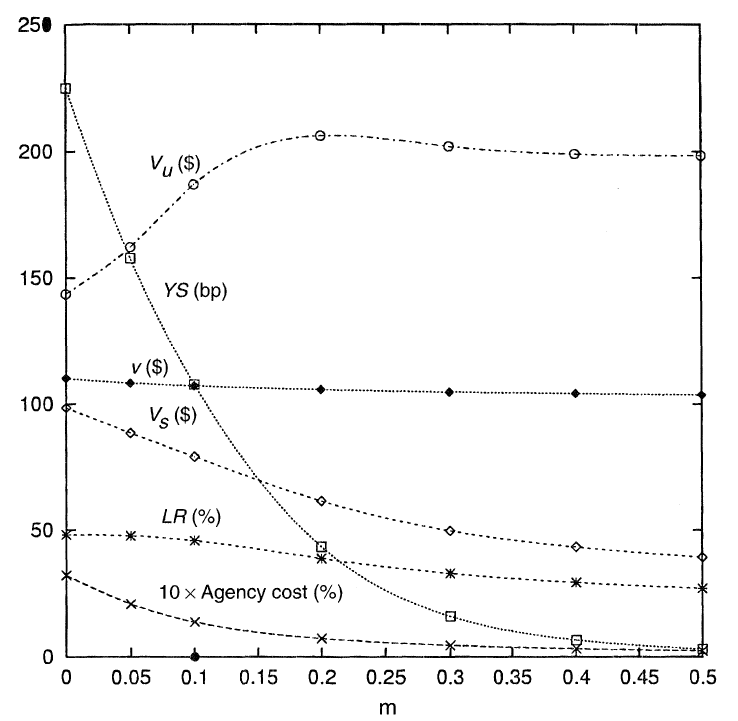 250
V_u ($)
200
YS (bp)
150
v ($)
V_s ($)
100
LR (%)
50
10 × Agency cost (%)
0
0 0.05 0.1 0.15 0.2 0.25 0.3 0.35 0.4 0.45 0.5
m